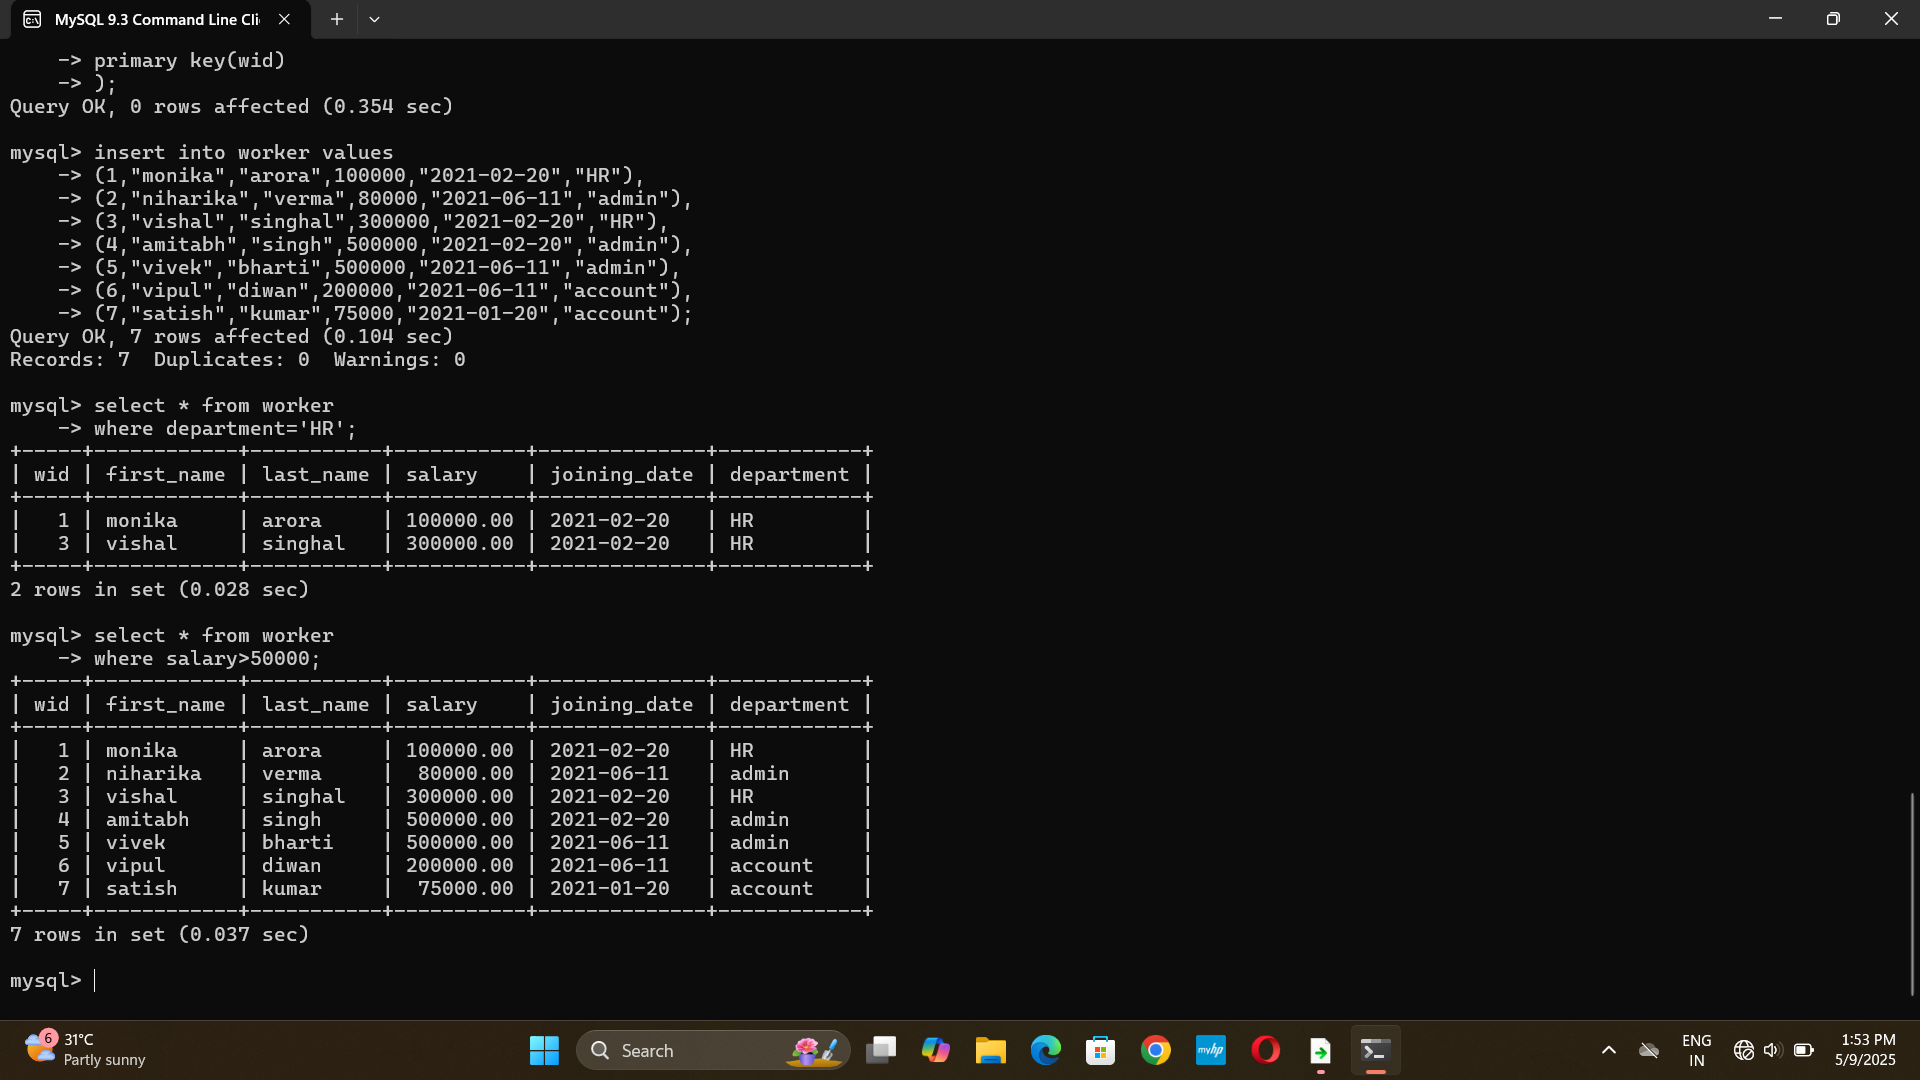 MySQL 9.3 Command Line Cli
    -> primary key(wid)
    -> );
Query OK, 0 rows affected (0.354 sec)
mysql> insert into worker values
    -> (1,"monika","arora",100000,"2021-02-20","HR"),
    -> (2,"niharika","verma",80000,"2021-06-11","admin"),
    -> (3,"vishal","singhal",300000,"2021-02-20","HR"),
    -> (4,"amitabh","singh",500000,"2021-02-20","admin"),
    -> (5,"vivek","bharti",500000,"2021-06-11","admin"),
    -> (6,"vipul","diwan",200000,"2021-06-11","account"),
    -> (7,"satish","kumar",75000,"2021-01-20","account");
Query OK, 7 rows affected (0.104 sec)
Records: 7  Duplicates: 0  Warnings: 0
mysql> select * from worker
    -> where department='HR';
+-----+------------+-----------+-----------+--------------+------------+
| wid | first_name | last_name | salary    | joining_date | department |
+-----+------------+-----------+-----------+--------------+------------+
|   1 | monika     | arora     | 100000.00 | 2021-02-20   | HR         |
|   3 | vishal     | singhal   | 300000.00 | 2021-02-20   | HR         |
+-----+------------+-----------+-----------+--------------+------------+
2 rows in set (0.028 sec)
mysql> select * from worker
    -> where salary>50000;
+-----+------------+-----------+-----------+--------------+------------+
| wid | first_name | last_name | salary    | joining_date | department |
+-----+------------+-----------+-----------+--------------+------------+
|   1 | monika     | arora     | 100000.00 | 2021-02-20   | HR         |
|   2 | niharika   | verma     |  80000.00 | 2021-06-11   | admin      |
|   3 | vishal     | singhal   | 300000.00 | 2021-02-20   | HR         |
|   4 | amitabh    | singh     | 500000.00 | 2021-02-20   | admin      |
|   5 | vivek      | bharti    | 500000.00 | 2021-06-11   | admin      |
|   6 | vipul      | diwan     | 200000.00 | 2021-06-11   | account    |
|   7 | satish     | kumar     |  75000.00 | 2021-01-20   | account    |
+-----+------------+-----------+-----------+--------------+------------+
7 rows in set (0.037 sec)
mysql>
6
31°C
Partly sunny
Search
myhp
ENG
IN
1:53 PM
5/9/2025